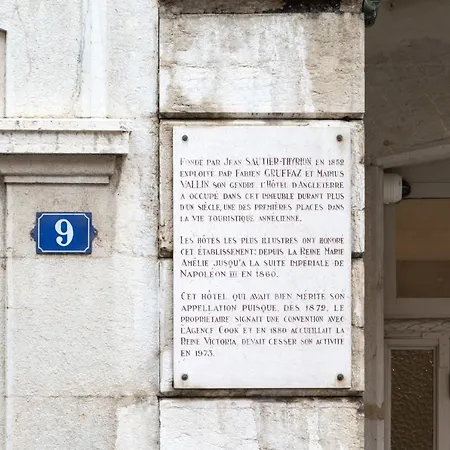 9
FONDÉ PAR JEAN SAUTIER-THYRION EN 1852
EXPLOITÉ PAR FABIEN GRUFFAZ ET MARIUS
VALLIN SON GENDRE L'HÔTEL D'ANGLETERRE
A OCCUPÉ DANS CET IMMEUBLE DURANT PLUS
D'UN SIÈCLE, UNE DES PREMIÈRES PLACES DANS
LA VIE TOURISTIQUE ANNÉCIENNE.
LES HÔTES LES PLUS ILLUSTRES ONT HONORÉ
CET ÉTABLISSEMENT: DEPUIS LA REINE MARIE
AMÉLIE JUSQU'À LA SUITE IMPÉRIALE DE
NAPOLÉON III EN 1860.
CET HÔTEL QUI AVAIT BIEN MÉRITÉ SON
APPELLATION PUISQUE, DÈS 1879, LE
PROPRIÉTAIRE SIGNAIT UNE CONVENTION AVEC
L'AGENCE COOK ET EN 1880 ACCUEILLAIT LA
REINE VICTORIA, DEVAIT CESSER SON ACTIVITÉ
EN 1973.